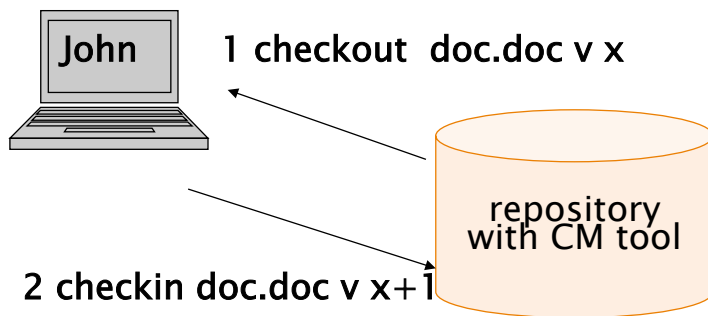 John
1 checkout doc.doc v x
repository
with CM tool
2 checkin doc.doc v x+1